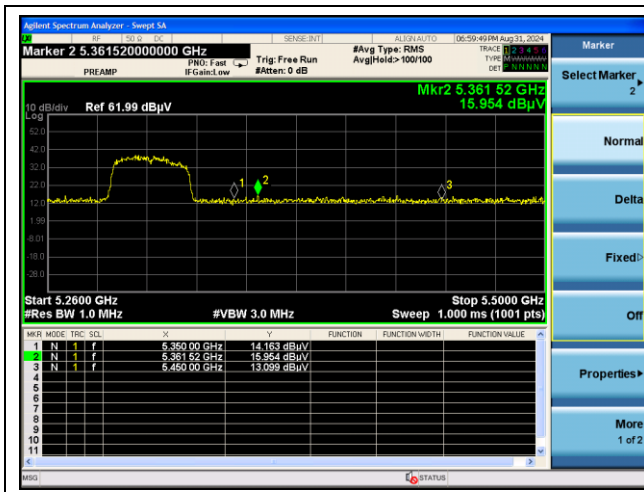 Agilent Spectrum Analyzer - Swept SA
RF 50 Ω DC SENSE:INT ALIGN AUTO 06:59:49 PM Aug 31, 2024
Marker 2 5.361520000000 GHz
PREAMP
PNO: Fast
IFGain:Low
Trig: Free Run
#Atten: 0 dB
#Avg Type: RMS
Avg|Hold:>100/100
TRACE 1 2 3 4 5 6
TYPE M
DET P N N N N N
Mkr2 5.361 52 GHz
15.954 dBµV
10 dB/div Ref 61.99 dBµV
Log
52.0
42.0
32.0
22.0
12.0
1.99
-8.01
-18.0
-28.0
1
2
3
Start 5.2600 GHz Stop 5.5000 GHz
#Res BW 1.0 MHz #VBW 3.0 MHz Sweep 1.000 ms (1001 pts)
MKR MODE TRC SCL X Y FUNCTION FUNCTION WIDTH FUNCTION VALUE
1 N 1 f 5.350 00 GHz 14.163 dBµV
2 N 1 f 5.361 52 GHz 15.954 dBµV
3 N 1 f 5.450 00 GHz 13.099 dBµV
4
5
6
7
8
9
10
11
MSG STATUS
Marker
Select Marker
2
Normal
Delta
Fixed
Off
Properties
More
1 of 2